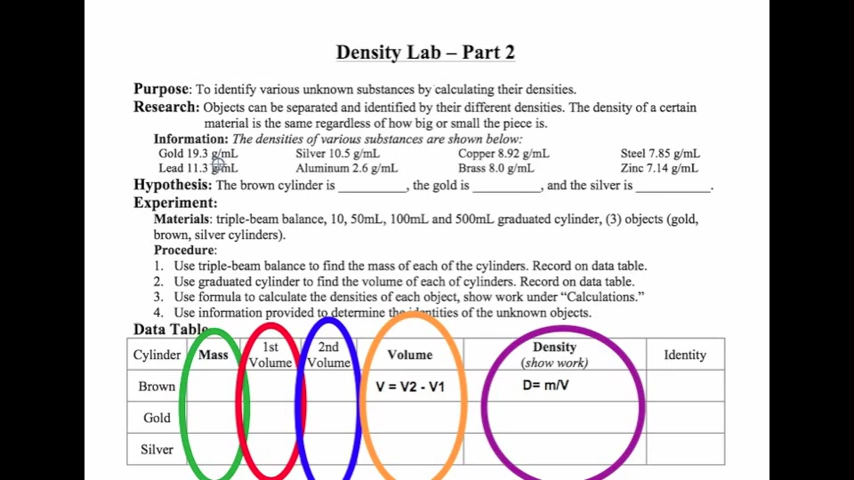 Density Lab – Part 2
Purpose: To identify various unknown substances by calculating their densities.
Research: Objects can be separated and identified by their different densities. The density of a certain
material is the same regardless of how big or small the piece is.
Information: The densities of various substances are shown below:
Gold 19.3 g/mL Silver 10.5 g/mL Copper 8.92 g/mL Steel 7.85 g/mL
Lead 11.3 g/mL Aluminum 2.6 g/mL Brass 8.0 g/mL Zinc 7.14 g/mL
Hypothesis: The brown cylinder is __________, the gold is __________, and the silver is ___________.
Experiment:
Materials: triple-beam balance, 10, 50mL, 100mL and 500mL graduated cylinder, (3) objects (gold,
brown, silver cylinders).
Procedure:
1. Use triple-beam balance to find the mass of each of the cylinders. Record on data table.
2. Use graduated cylinder to find the volume of each of cylinders. Record on data table.
3. Use formula to calculate the densities of each object, show work under “Calculations.”
4. Use information provided to determine the identities of the unknown objects.
Data Table
Cylinder Mass 1st Volume 2nd Volume Volume Density (show work) Identity
Brown V = V2 - V1 D= m/V
Gold
Silver